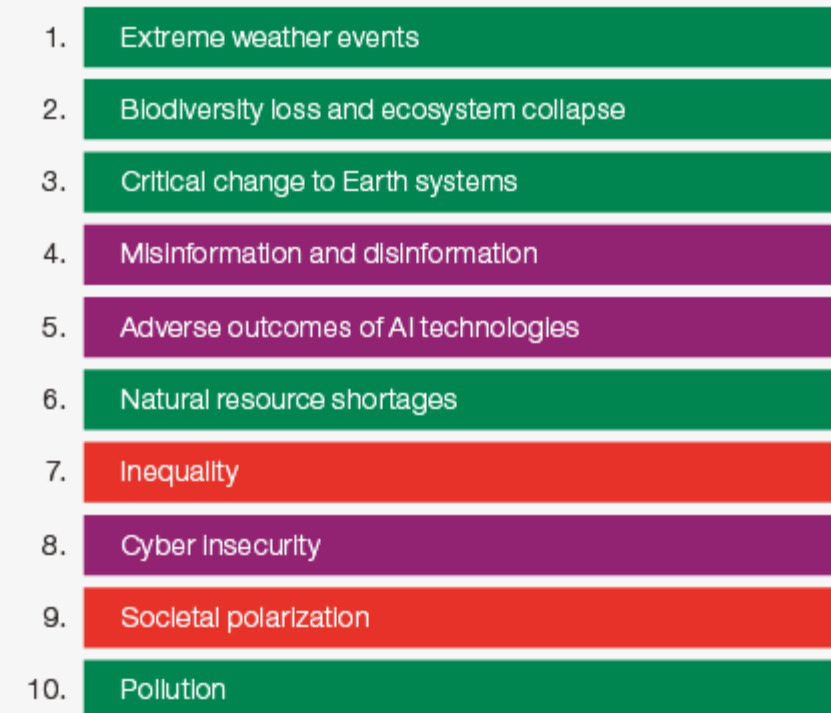 1. Extreme weather events
2. Biodiversity loss and ecosystem collapse
3. Critical change to Earth systems
4. Misinformation and disinformation
5. Adverse outcomes of AI technologies
6. Natural resource shortages
7. Inequality
8. Cyber insecurity
9. Societal polarization
10. Pollution